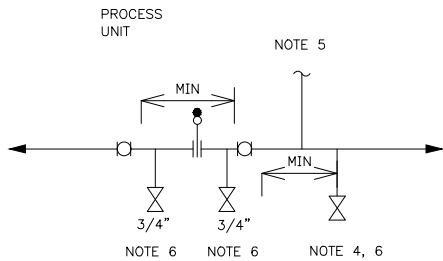 PROCESS
UNIT
NOTE 5
MIN
MIN
3/4" 3/4"
NOTE 6 NOTE 6 NOTE 4, 6